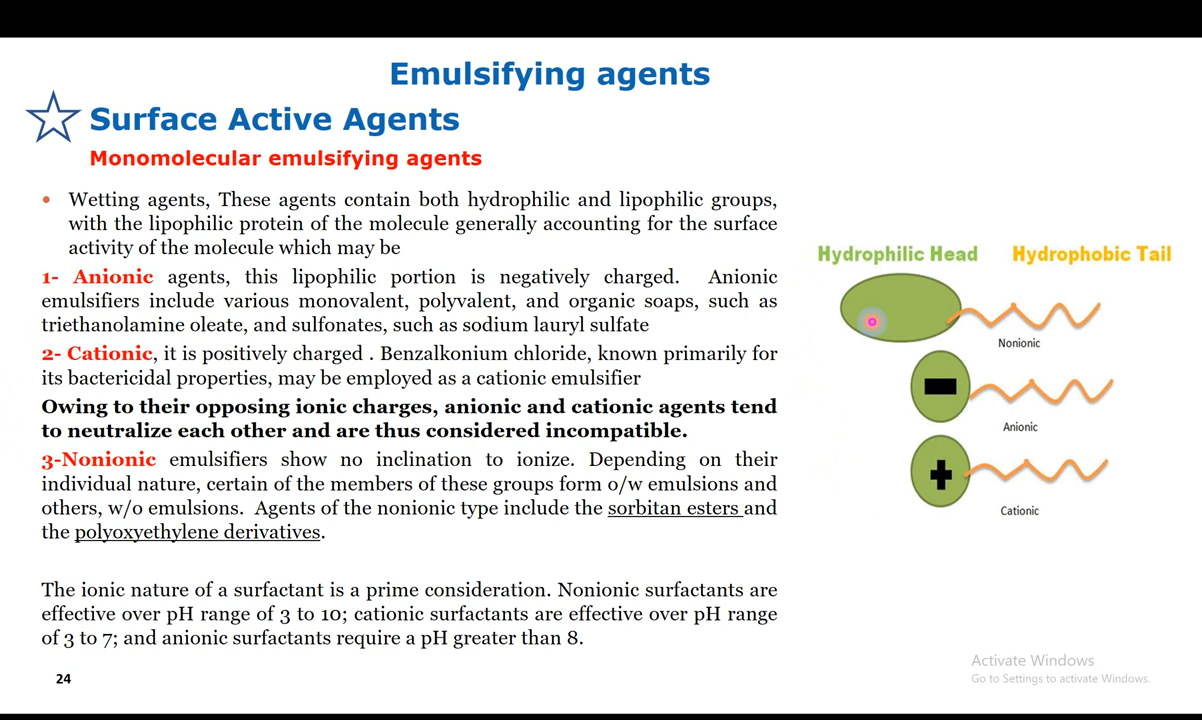 Emulsifying agents
Surface Active Agents
Monomolecular emulsifying agents
• Wetting agents, These agents contain both hydrophilic and lipophilic groups,
with the lipophilic protein of the molecule generally accounting for the surface
activity of the molecule which may be
1- Anionic agents, this lipophilic portion is negatively charged. Anionic
emulsifiers include various monovalent, polyvalent, and organic soaps, such as
triethanolamine oleate, and sulfonates, such as sodium lauryl sulfate
2- Cationic, it is positively charged . Benzalkonium chloride, known primarily for
its bactericidal properties, may be employed as a cationic emulsifier
Owing to their opposing ionic charges, anionic and cationic agents tend
to neutralize each other and are thus considered incompatible.
3-Nonionic emulsifiers show no inclination to ionize. Depending on their
individual nature, certain of the members of these groups form o/w emulsions and
others, w/o emulsions. Agents of the nonionic type include the sorbitan esters and
the polyoxyethylene derivatives.
The ionic nature of a surfactant is a prime consideration. Nonionic surfactants are
effective over pH range of 3 to 10; cationic surfactants are effective over pH range
of 3 to 7; and anionic surfactants require a pH greater than 8.
24
Hydrophilic Head Hydrophobic Tail
Nonionic
Anionic
Cationic
Activate Windows
Go to Settings to activate Windows.